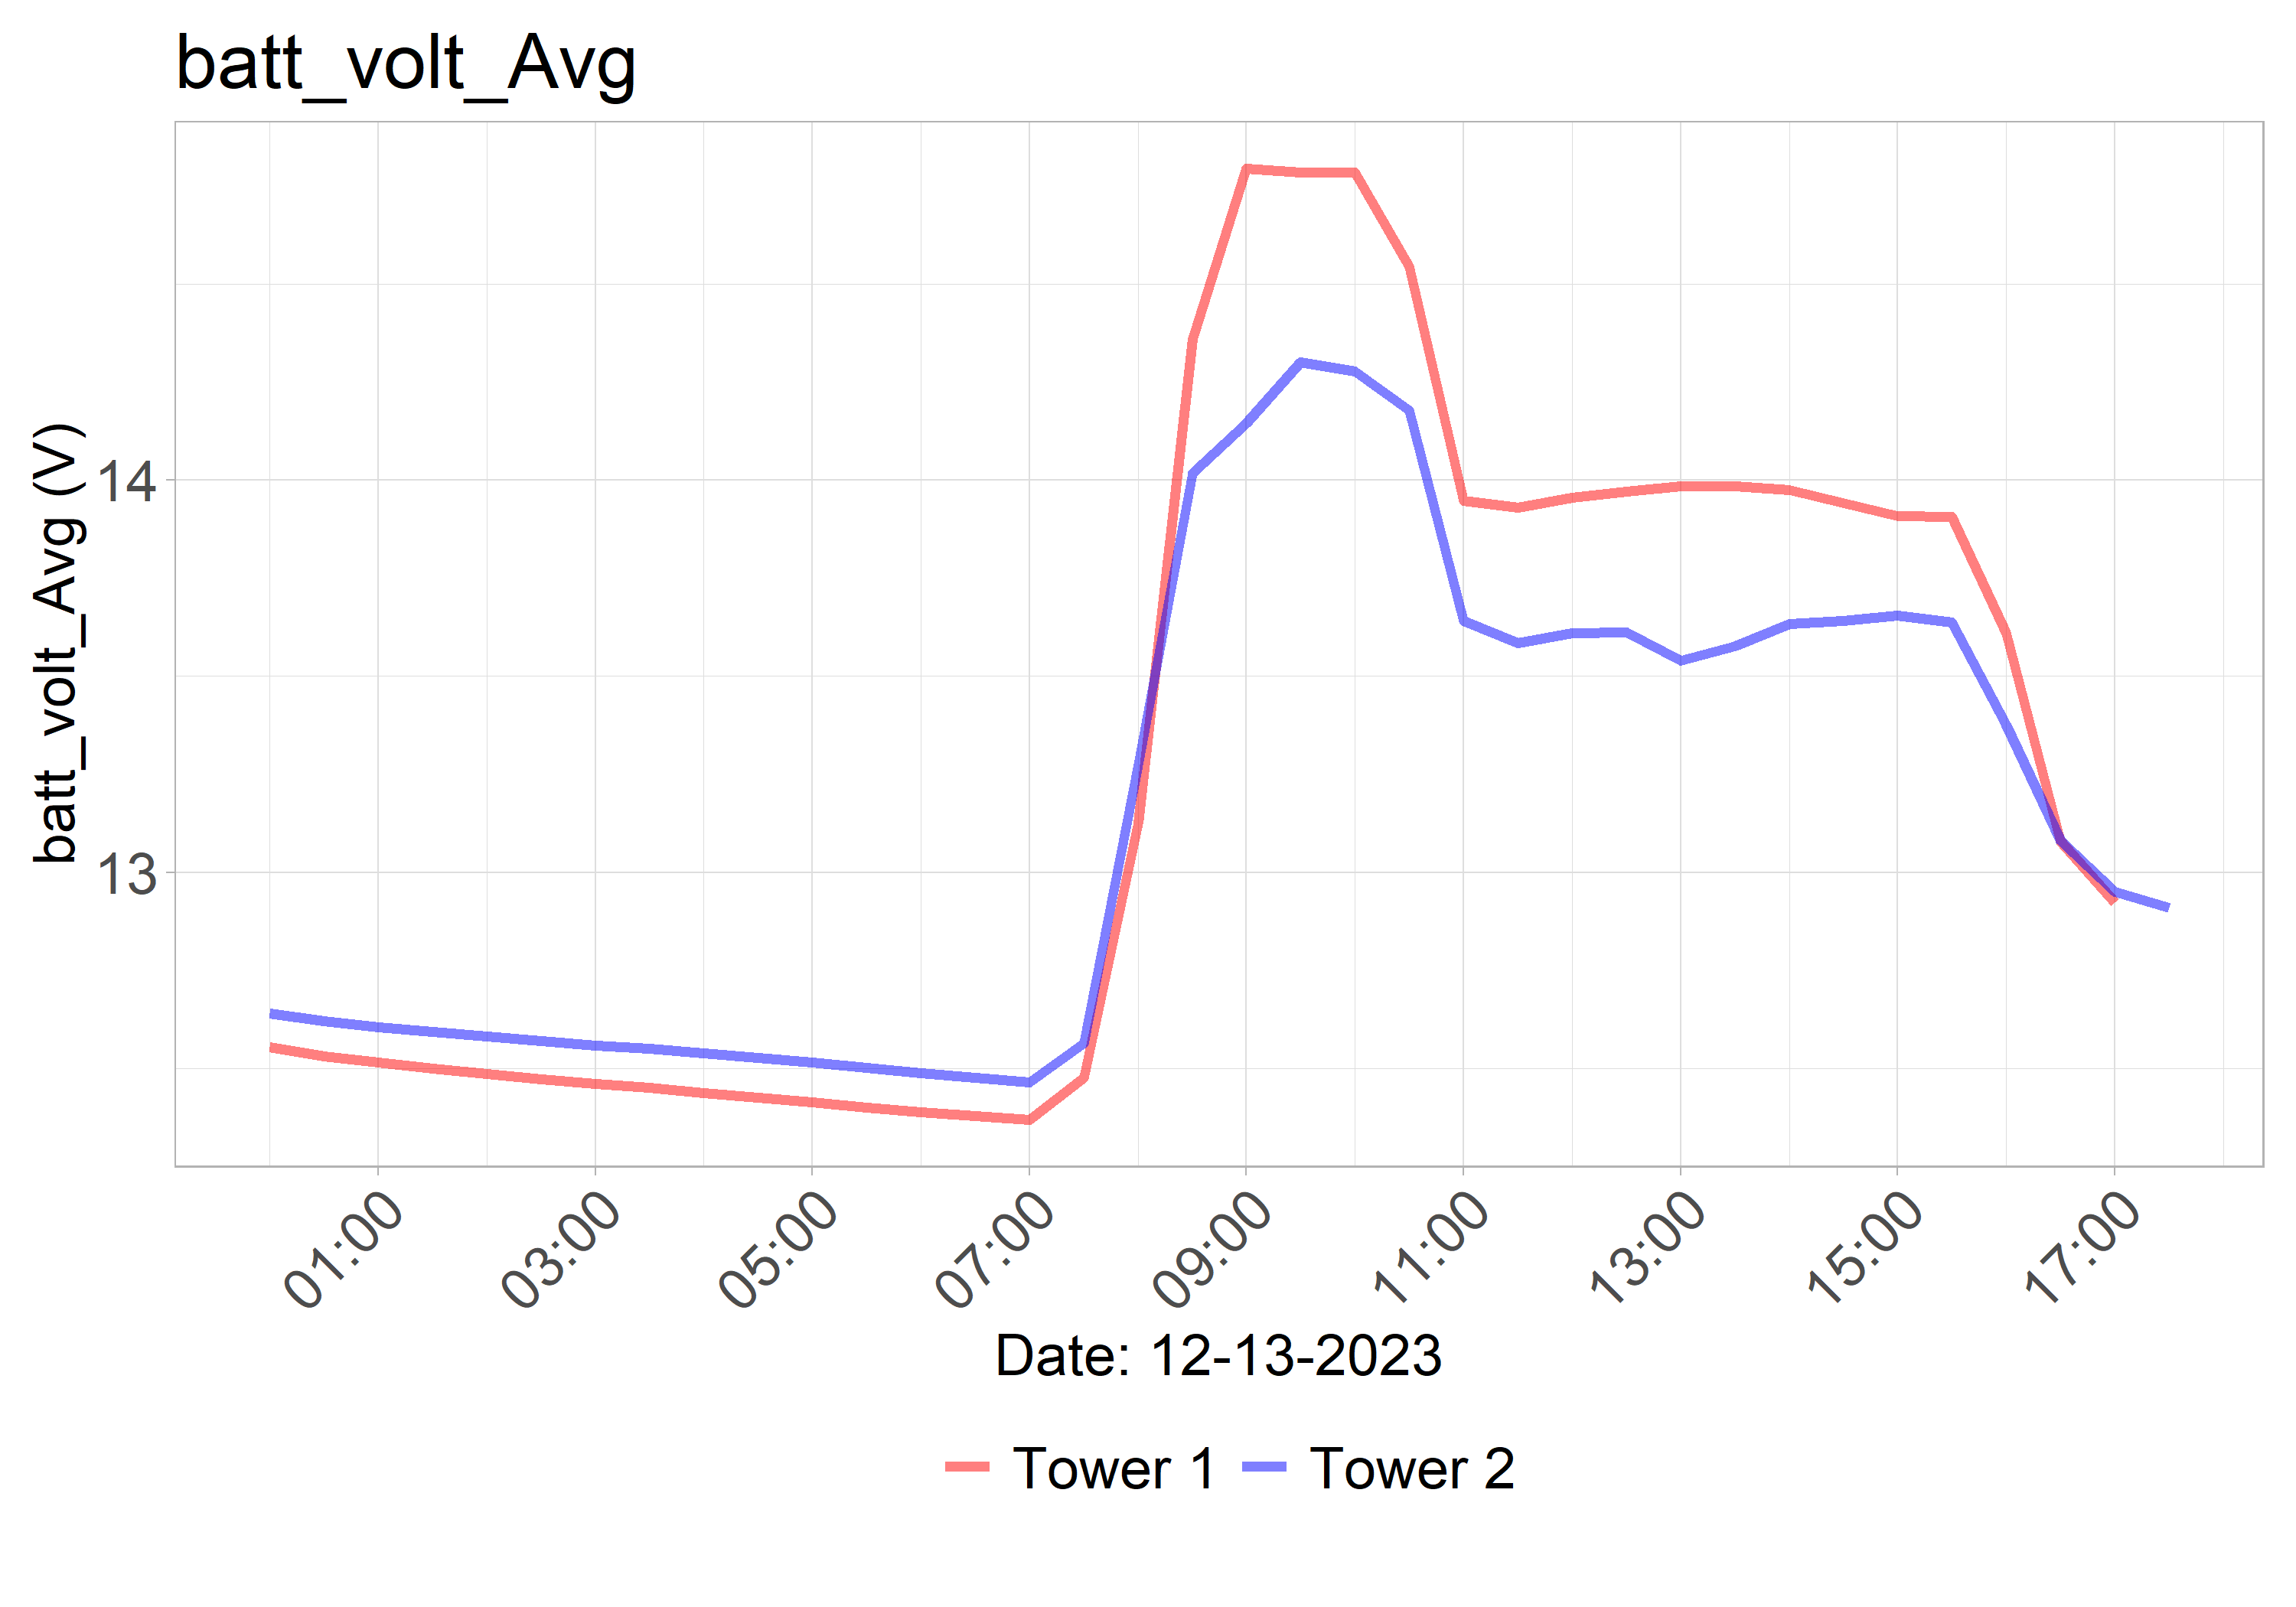 batt_volt_Avg
batt_volt_Avg (V)
14
13
01:00 03:00 05:00 07:00 09:00 11:00 13:00 15:00 17:00
Date: 12-13-2023
Tower 1 Tower 2